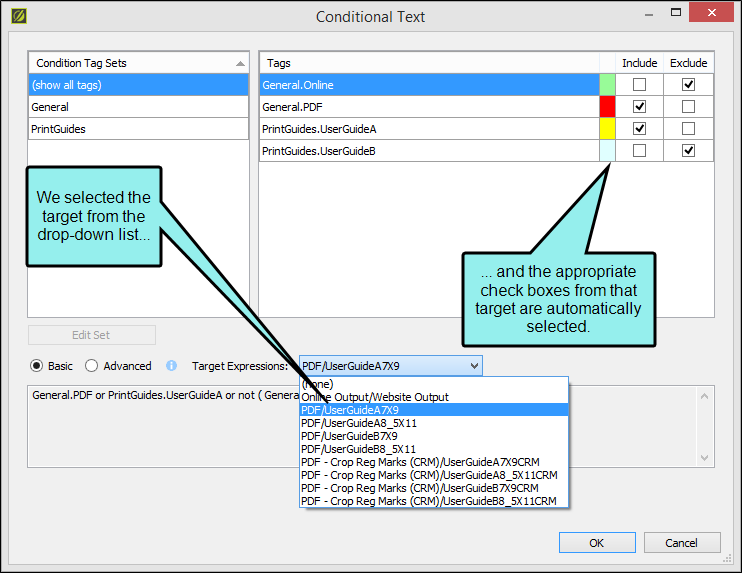 Conditional Text
Condition Tag Sets
(show all tags)
General
PrintGuides
Tags Include Exclude
General.Online
General.PDF
PrintGuides.UserGuideA
PrintGuides.UserGuideB
We selected the
target from the
drop-down list...
... and the appropriate
check boxes from that
target are automatically
selected.
Edit Set
Basic Advanced Target Expressions: PDF/UserGuideA7X9
General.PDF or PrintGuides.UserGuideA or not ( Genera
(none)
Online Output/Website Output
PDF/UserGuideA7X9
PDF/UserGuideA8_5X11
PDF/UserGuideB7X9
PDF/UserGuideB8_5X11
PDF - Crop Reg Marks (CRM)/UserGuideA7X9CRM
PDF - Crop Reg Marks (CRM)/UserGuideA8_5X11CRM
PDF - Crop Reg Marks (CRM)/UserGuideB7X9CRM
PDF - Crop Reg Marks (CRM)/UserGuideB8_5X11CRM
OK Cancel